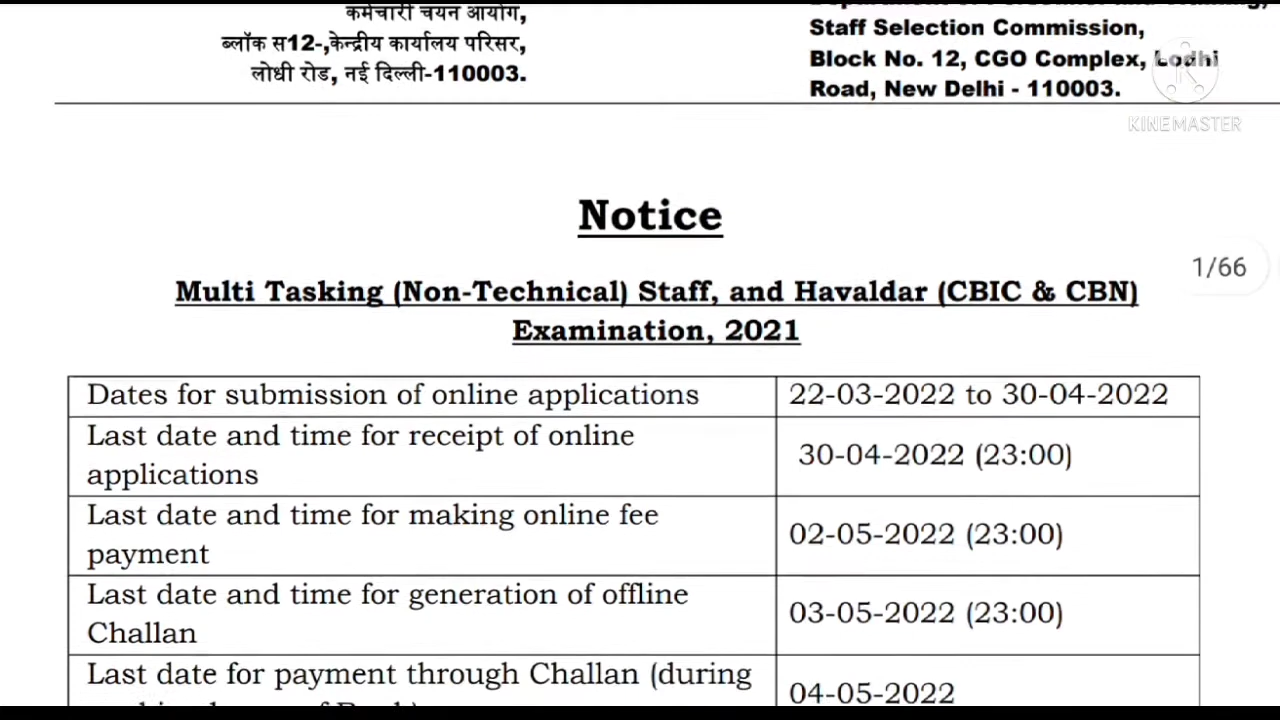 कर्मचारी चयन आयोग,
ब्लॉक स12-,केन्द्रीय कार्यालय परिसर,
लोधी रोड, नई दिल्ली-110003.
Staff Selection Commission,
Block No. 12, CGO Complex, Lodhi
Road, New Delhi - 110003.
KINEMASTER
Notice
1/66
Multi Tasking (Non-Technical) Staff, and Havaldar (CBIC & CBN)
Examination, 2021
Dates for submission of online applications 22-03-2022 to 30-04-2022
Last date and time for receipt of online
applications 30-04-2022 (23:00)
Last date and time for making online fee
payment 02-05-2022 (23:00)
Last date and time for generation of offline
Challan 03-05-2022 (23:00)
Last date for payment through Challan (during
04-05-2022